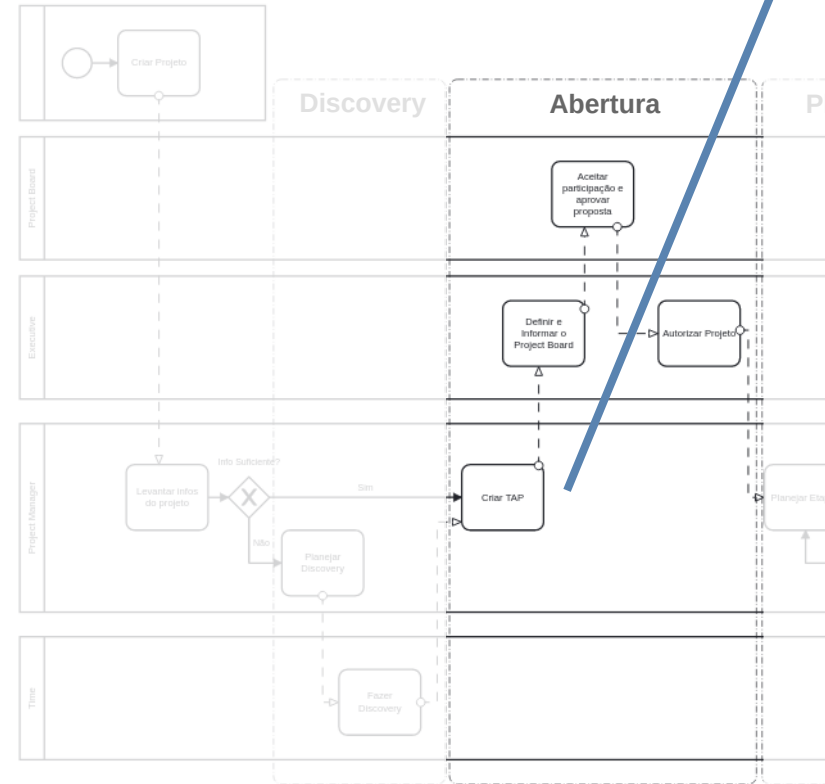 Criar Projeto
Discovery
Abertura
P
Project Board
Aceitar
participação e
aprovar
proposta
Executive
Definir e
Informar o
Project Board
Autorizar Projeto
Project Manager
Info Suficiente?
Levantar infos
do projeto
X
Sim
Criar TAP
Planejar Eta
Não
Planejar
Discovery
Time
Fazer
Discovery